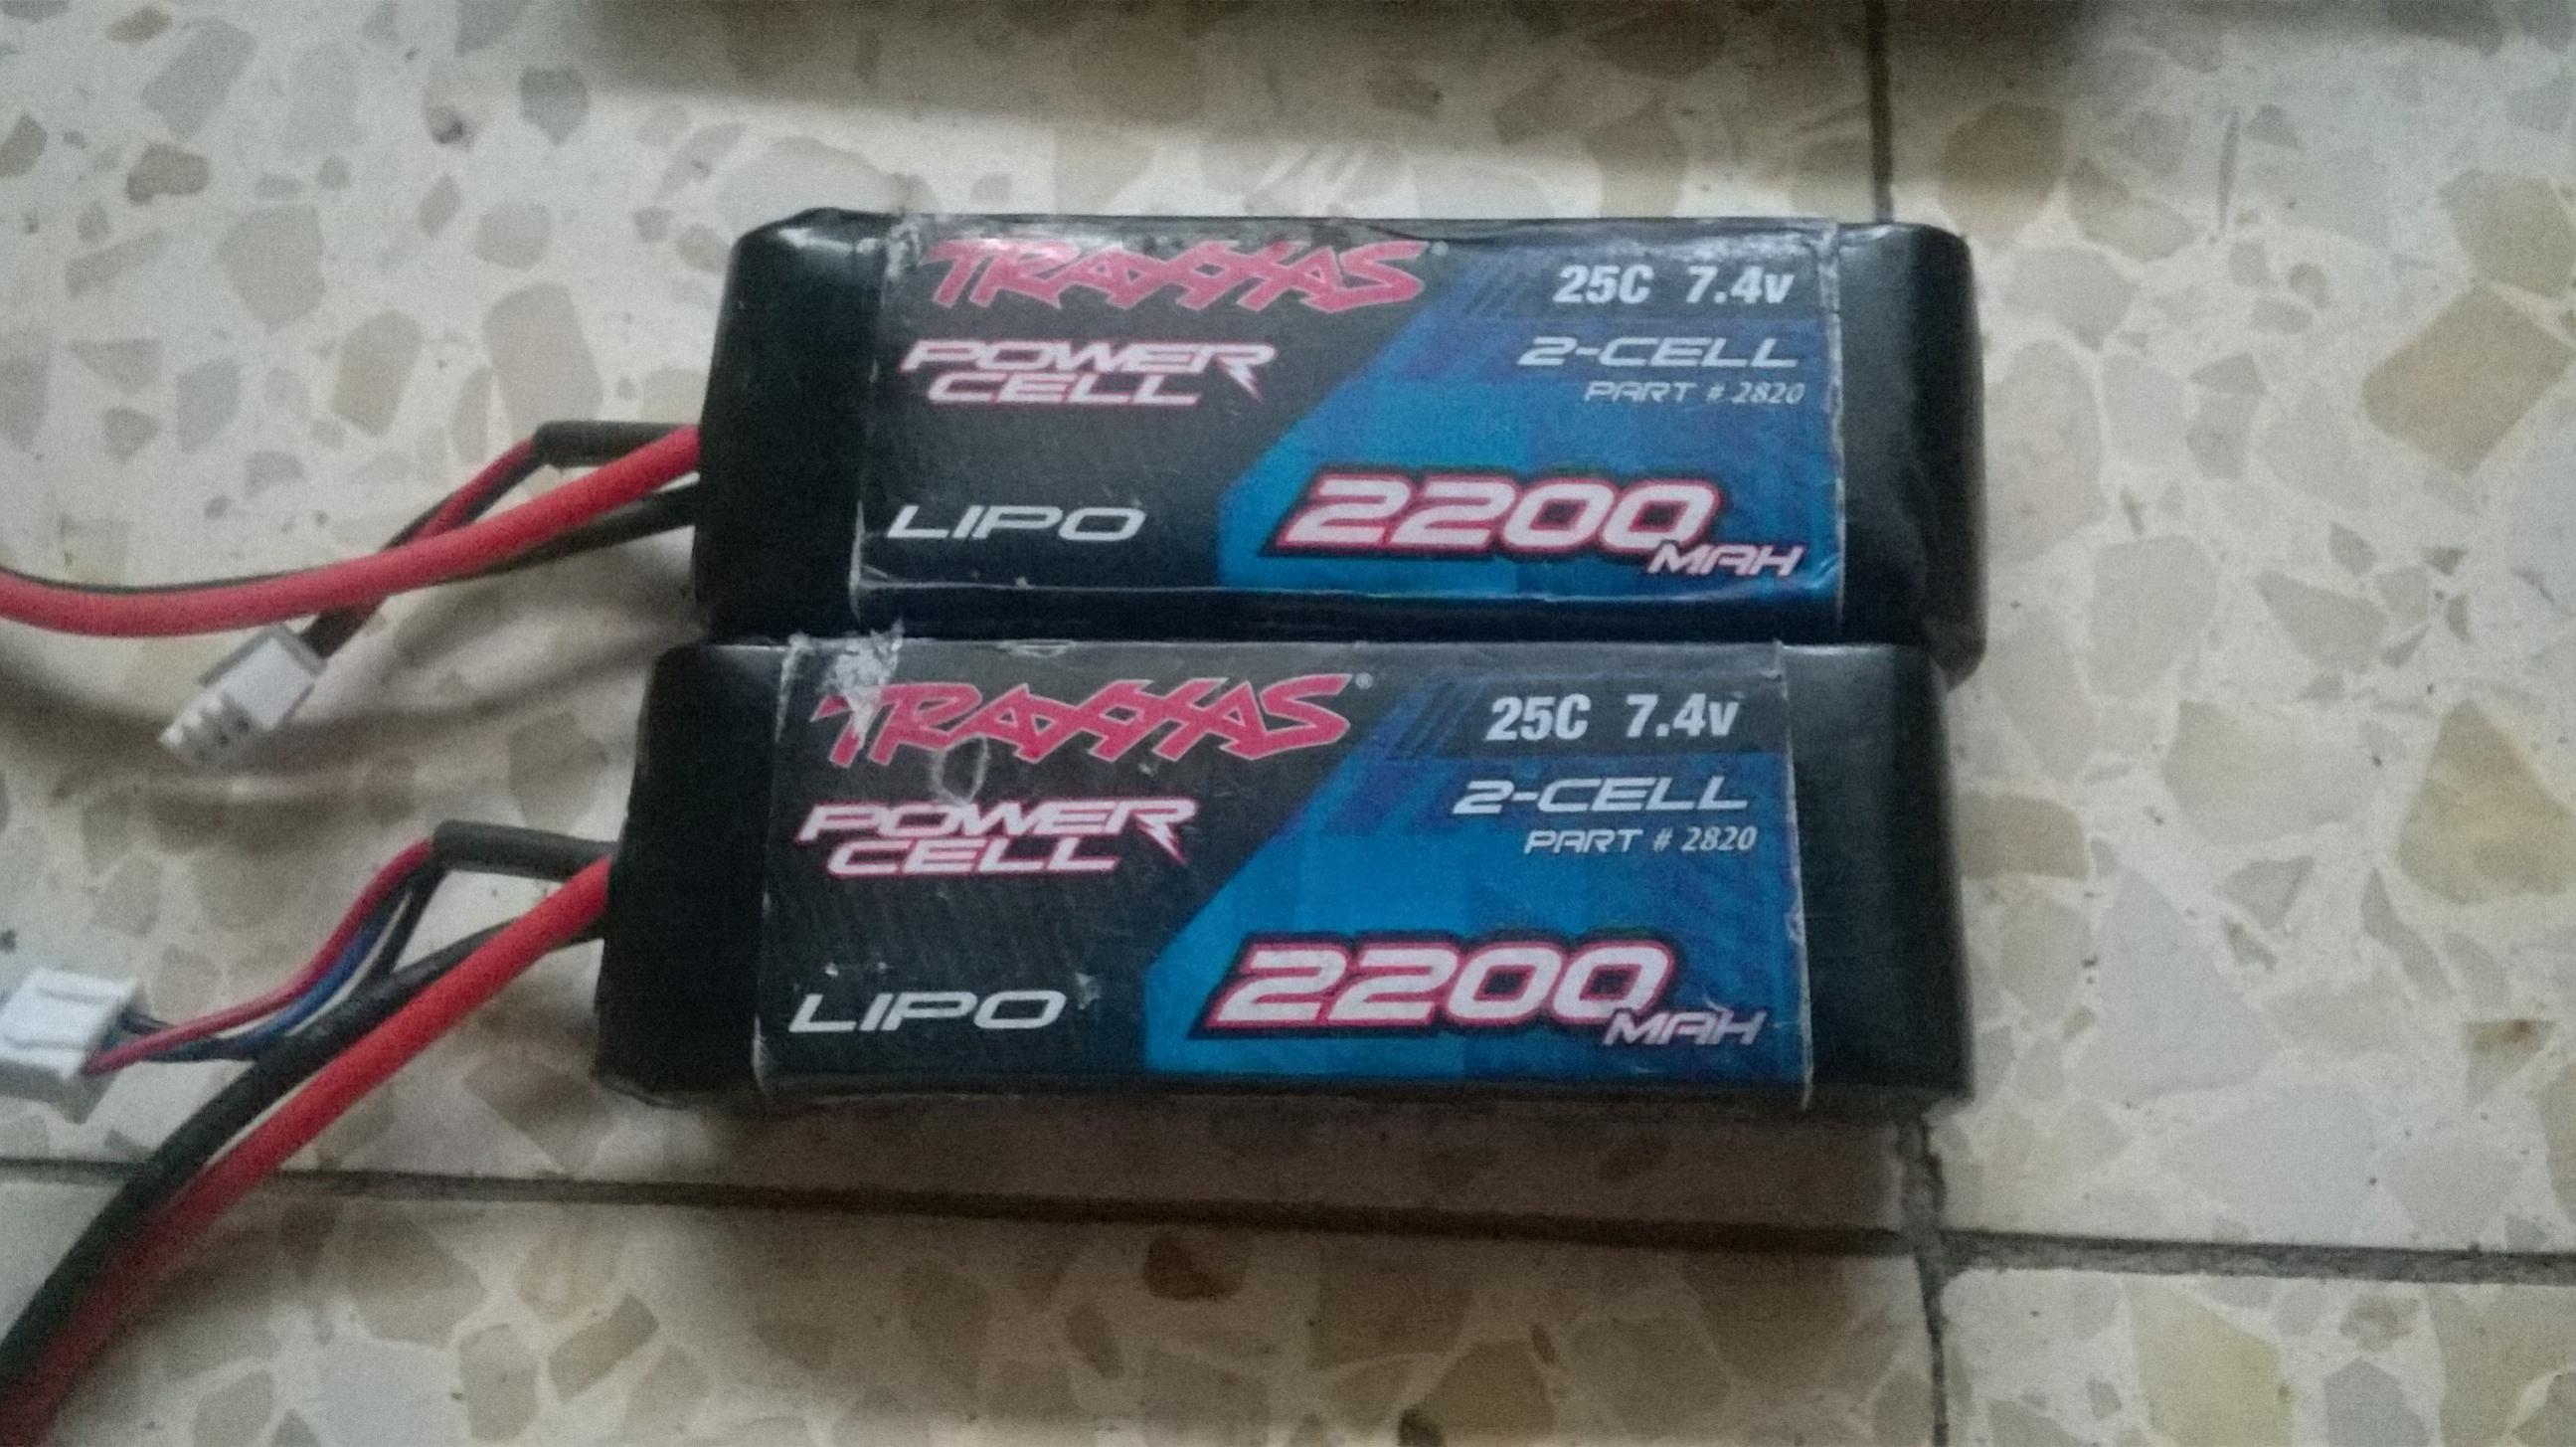 TRAXXAS 25C 7.4v
POWER CELL 2-CELL
PART # 2820
LIPO 2200 MAH
TRAXXAS® 25C 7.4v
POWER CELL 2-CELL
PART # 2820
LIPO 2200 MAH